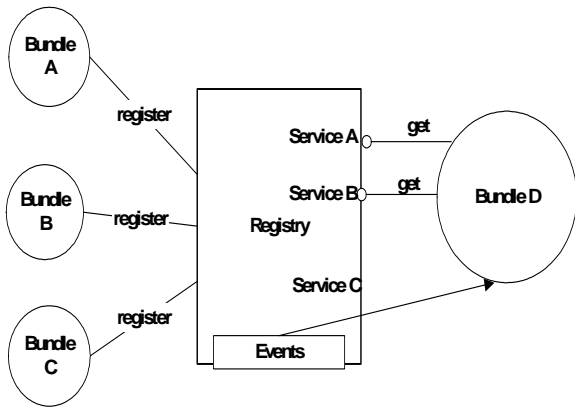 Bundle
A
register
Service A
get
Bundle
B
register
Service B
get
Bundle D
Registry
Service C
register
Bundle
C
Events